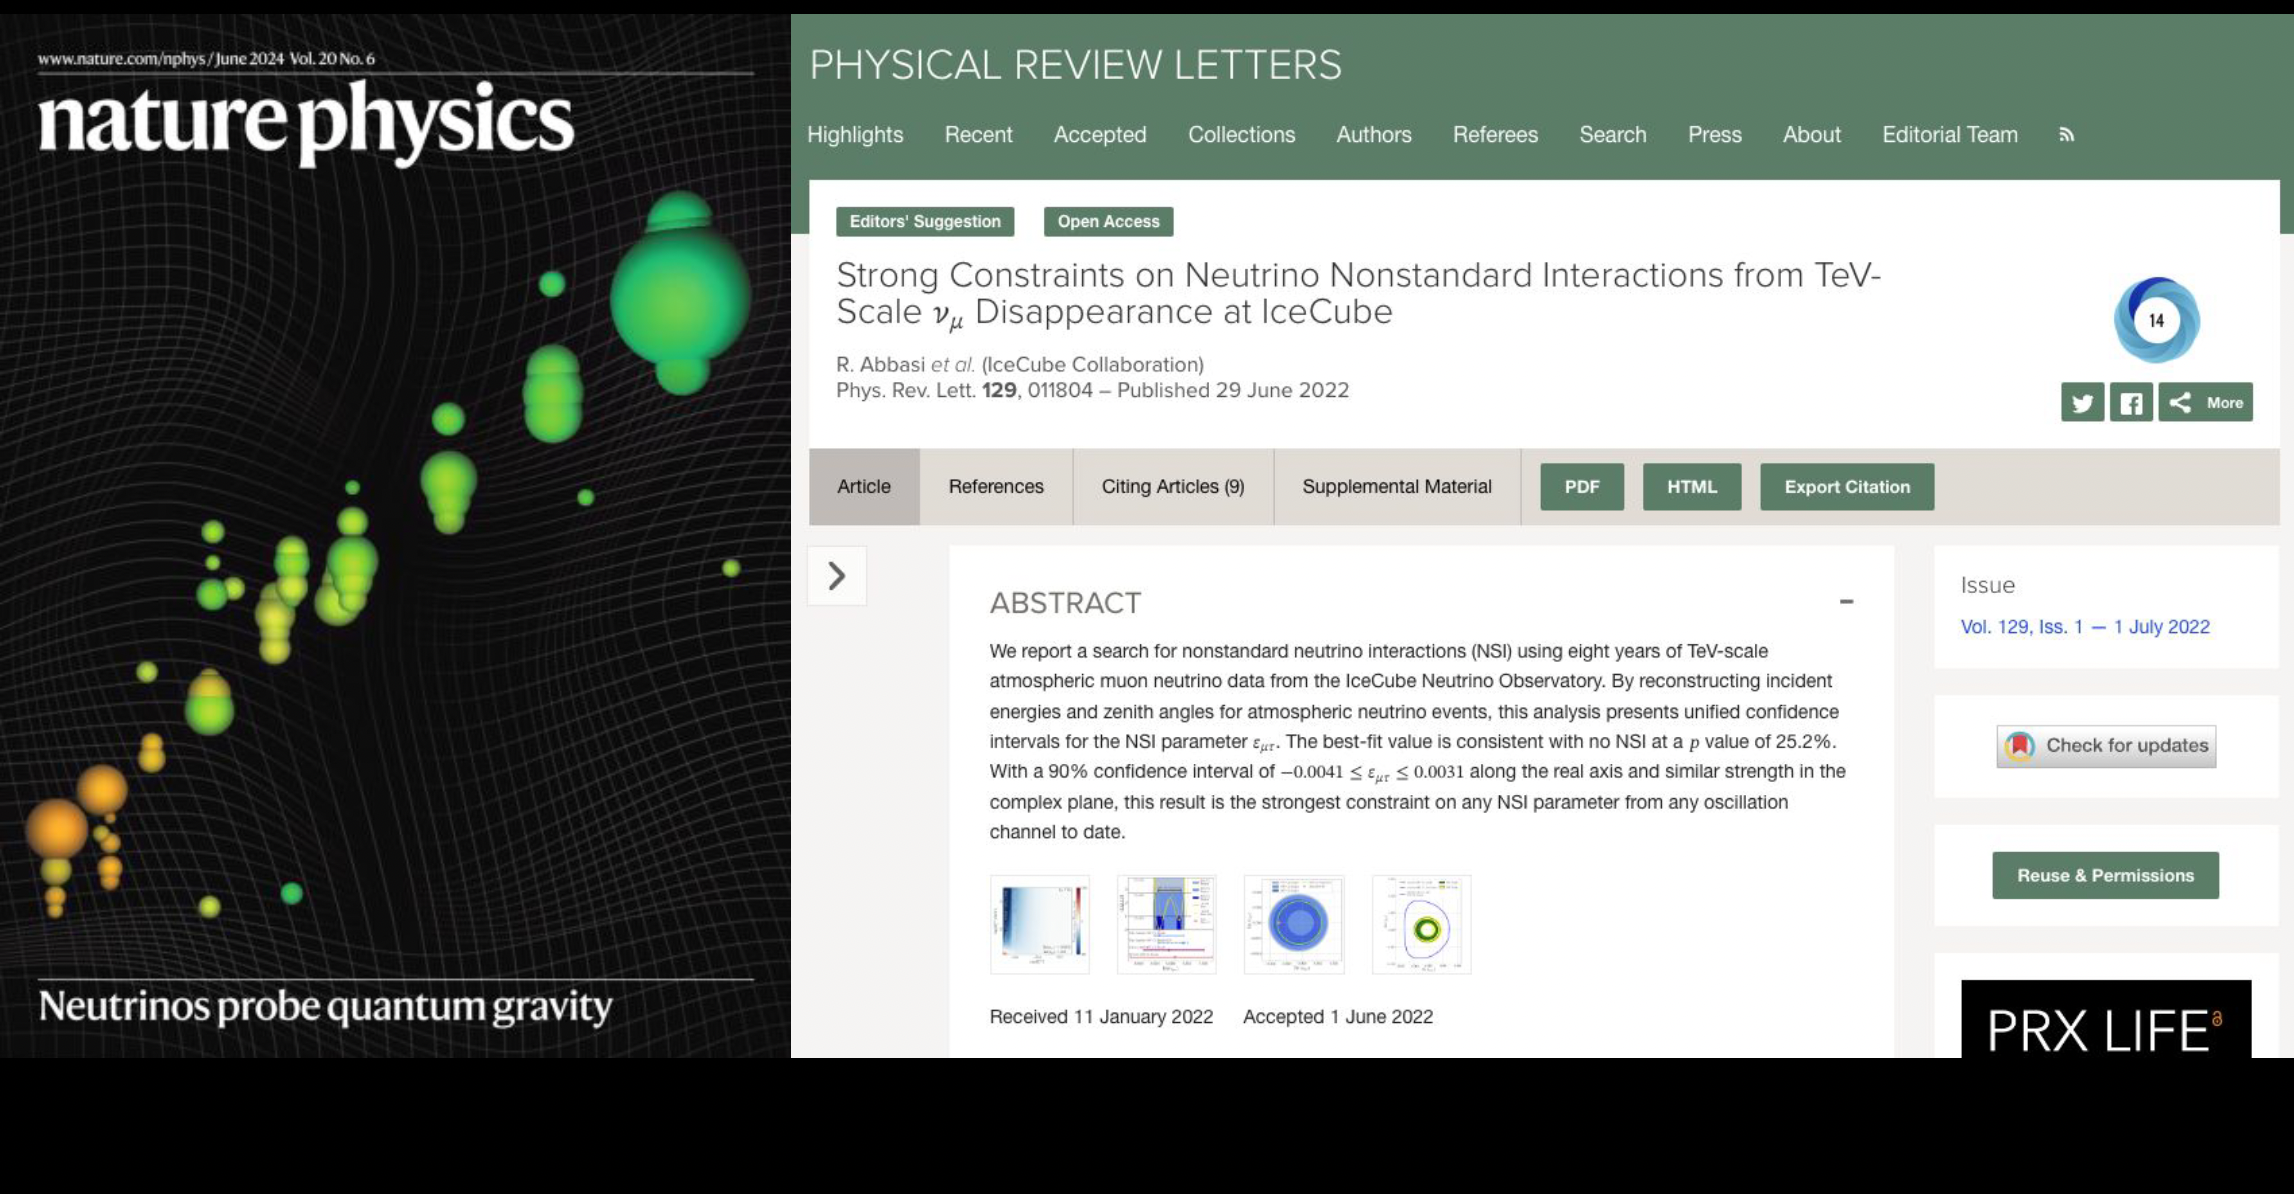 www.nature.com/nphys/June 2024 Vol. 20 No. 6
nature physics
Neutrinos probe quantum gravity
PHYSICAL REVIEW LETTERS
Highlights Recent Accepted Collections Authors Referees Search Press About Editorial Team
Editors' Suggestion Open Access
Strong Constraints on Neutrino Nonstandard Interactions from TeV-
Scale νμ Disappearance at IceCube
14
R. Abbasi et al. (IceCube Collaboration)
Phys. Rev. Lett. 129, 011804 – Published 29 June 2022
More
Article References Citing Articles (9) Supplemental Material PDF HTML Export Citation
ABSTRACT
We report a search for nonstandard neutrino interactions (NSI) using eight years of TeV-scale
atmospheric muon neutrino data from the IceCube Neutrino Observatory. By reconstructing incident
energies and zenith angles for atmospheric neutrino events, this analysis presents unified confidence
intervals for the NSI parameter εμτ. The best-fit value is consistent with no NSI at a p value of 25.2%.
With a 90% confidence interval of −0.0041 ≤ εμτ ≤ 0.0031 along the real axis and similar strength in the
complex plane, this result is the strongest constraint on any NSI parameter from any oscillation
channel to date.
Received 11 January 2022 Accepted 1 June 2022
Issue
Vol. 129, Iss. 1 — 1 July 2022
Check for updates
Reuse & Permissions
PRX LIFE